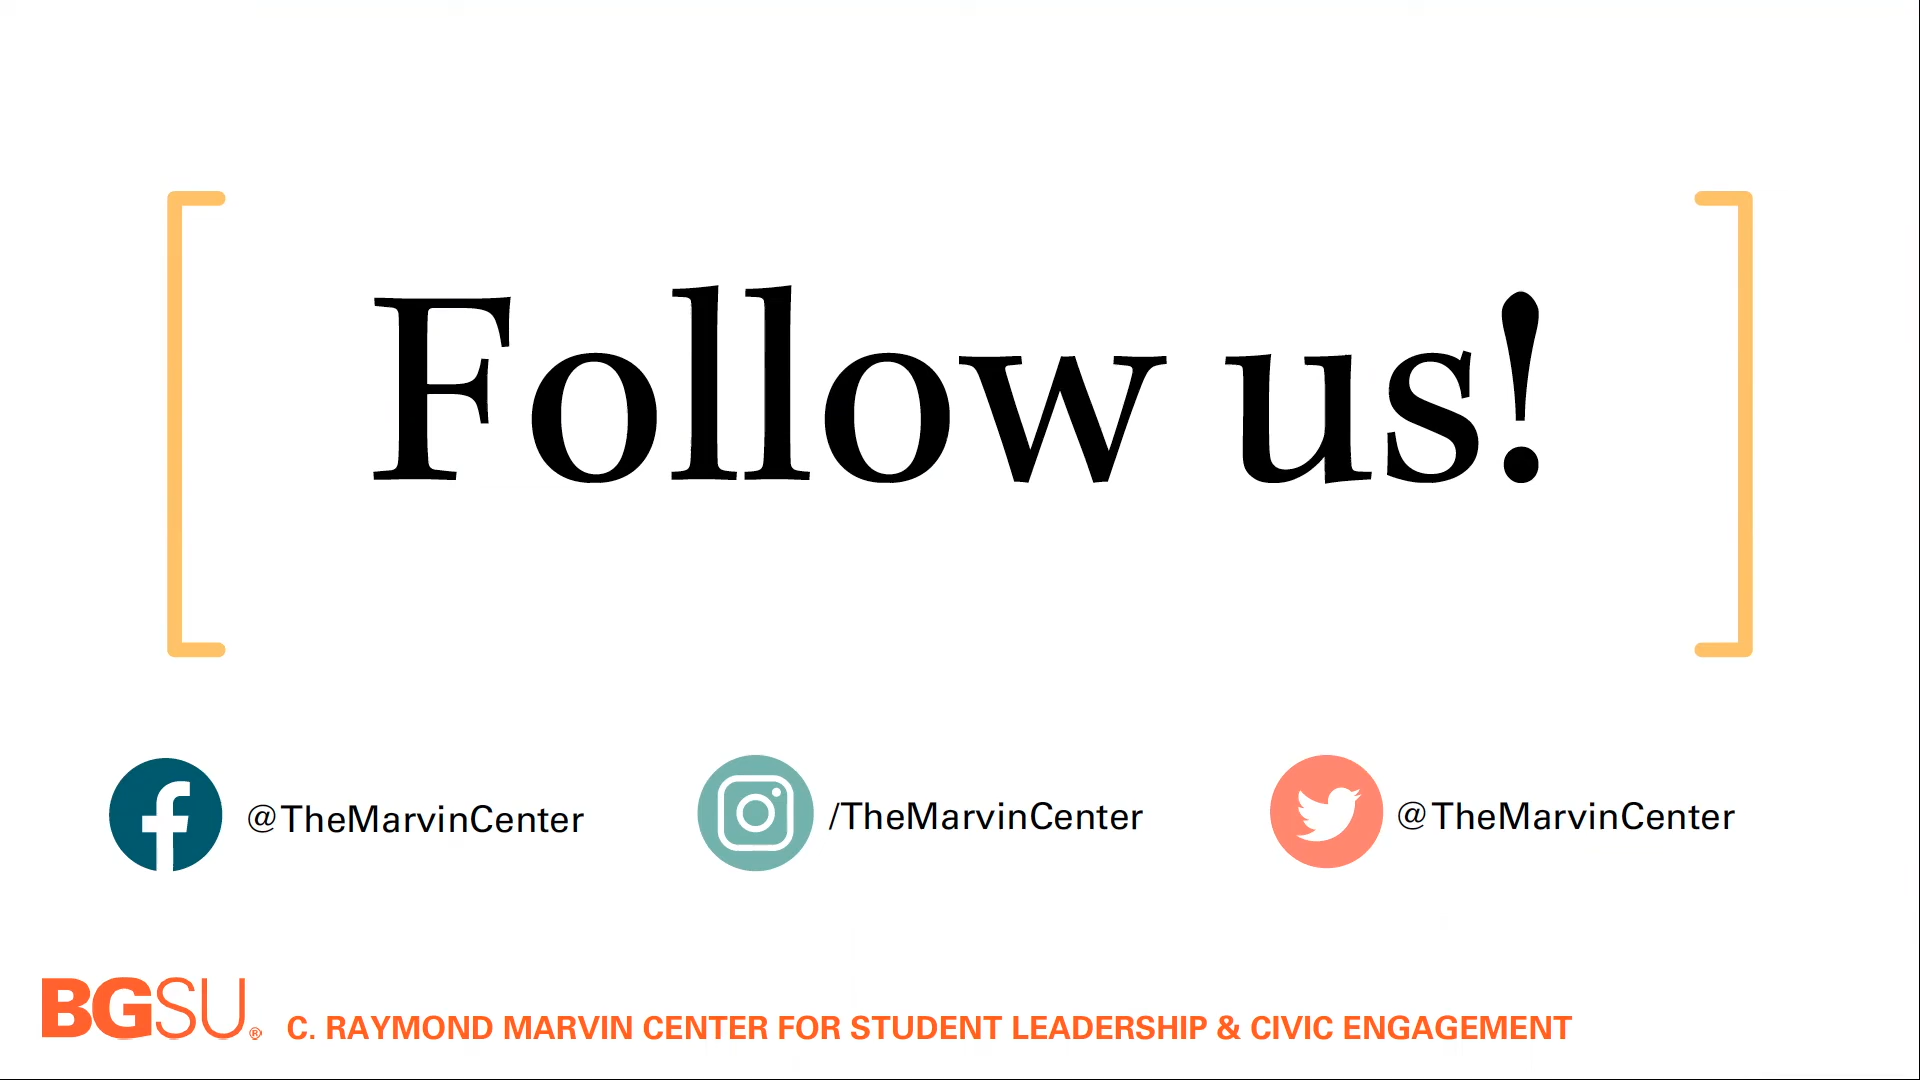 Follow us!
@TheMarvinCenter
/TheMarvinCenter
@TheMarvinCenter
BGSU® C. RAYMOND MARVIN CENTER FOR STUDENT LEADERSHIP & CIVIC ENGAGEMENT